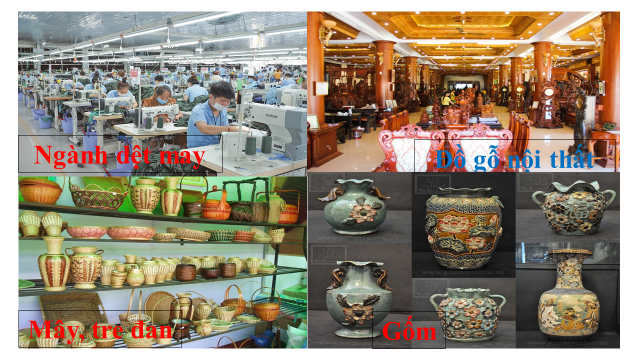 Ngành dệt may
Đồ gỗ nội thất
Mây, tre đan
Gốm